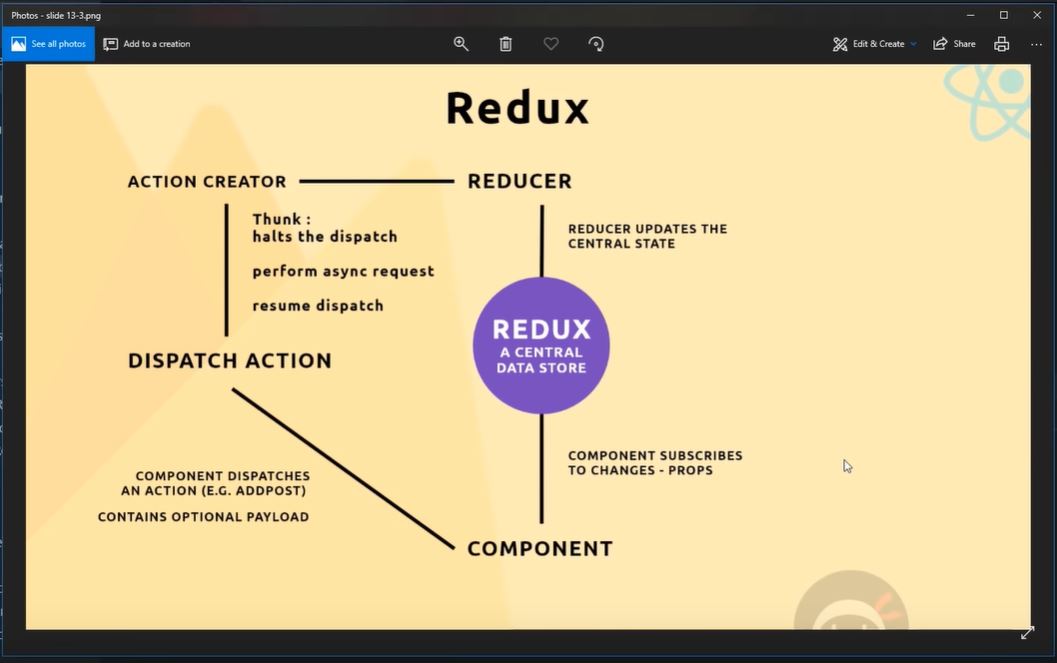 Photos - slide 13-3.png
See all photos
Add to a creation
Edit & Create
Share
Redux
ACTION CREATOR
REDUCER
Thunk :
halts the dispatch
perform async request
resume dispatch
REDUCER UPDATES THE
CENTRAL STATE
REDUX
A CENTRAL
DATA STORE
DISPATCH ACTION
COMPONENT DISPATCHES
AN ACTION (E.G. ADDPOST)
CONTAINS OPTIONAL PAYLOAD
COMPONENT SUBSCRIBES
TO CHANGES - PROPS
COMPONENT